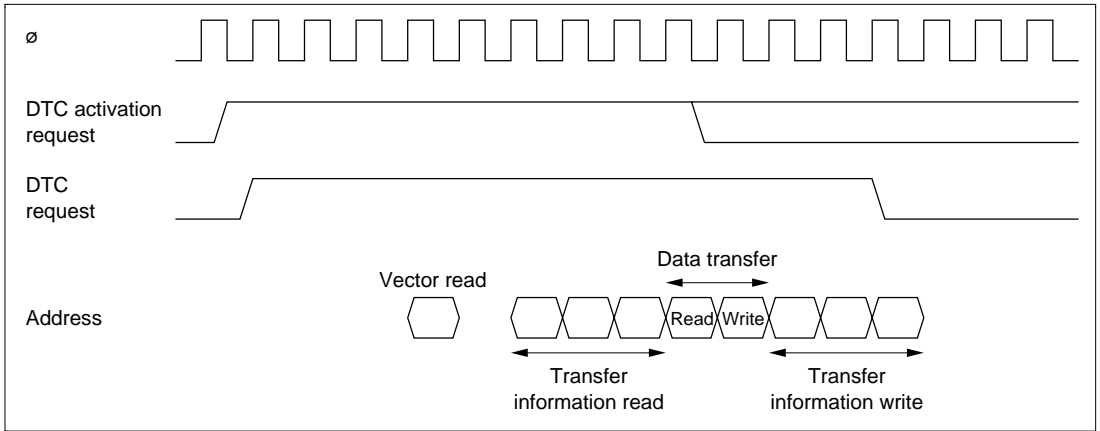 ø
DTC activation
request
DTC
request
Data transfer
Vector read
Address
Read Write
Transfer
information read
Transfer
information write